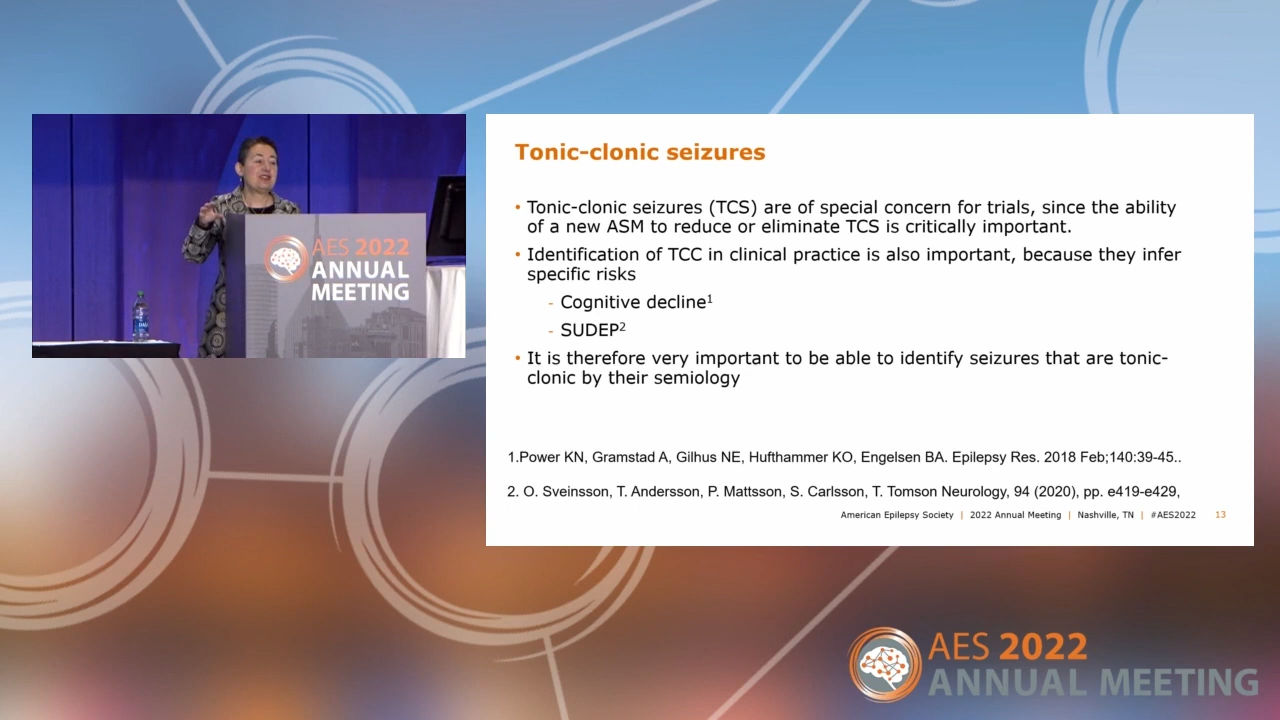 AES 2022
ANNUAL
MEETING
Tonic-clonic seizures
• Tonic-clonic seizures (TCS) are of special concern for trials, since the ability
of a new ASM to reduce or eliminate TCS is critically important.
• Identification of TCC in clinical practice is also important, because they infer
specific risks
- Cognitive decline¹
- SUDEP²
• It is therefore very important to be able to identify seizures that are tonic-
clonic by their semiology
1.Power KN, Gramstad A, Gilhus NE, Hufthammer KO, Engelsen BA. Epilepsy Res. 2018 Feb;140:39-45..
2. O. Sveinsson, T. Andersson, P. Mattsson, S. Carlsson, T. Tomson Neurology, 94 (2020), pp. e419-e429,
American Epilepsy Society | 2022 Annual Meeting | Nashville, TN | #AES2022 13
AES 2022
ANNUAL MEETING